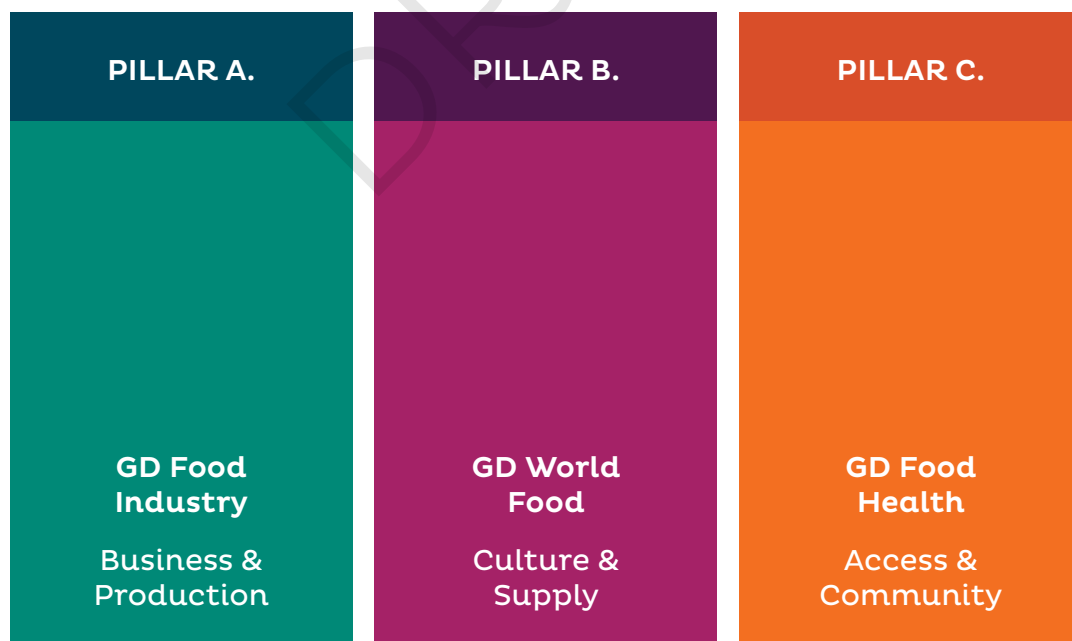 PILLAR A.
GD Food
Industry
Business &
Production
PILLAR B.
GD World
Food
Culture &
Supply
PILLAR C.
GD Food
Health
Access &
Community